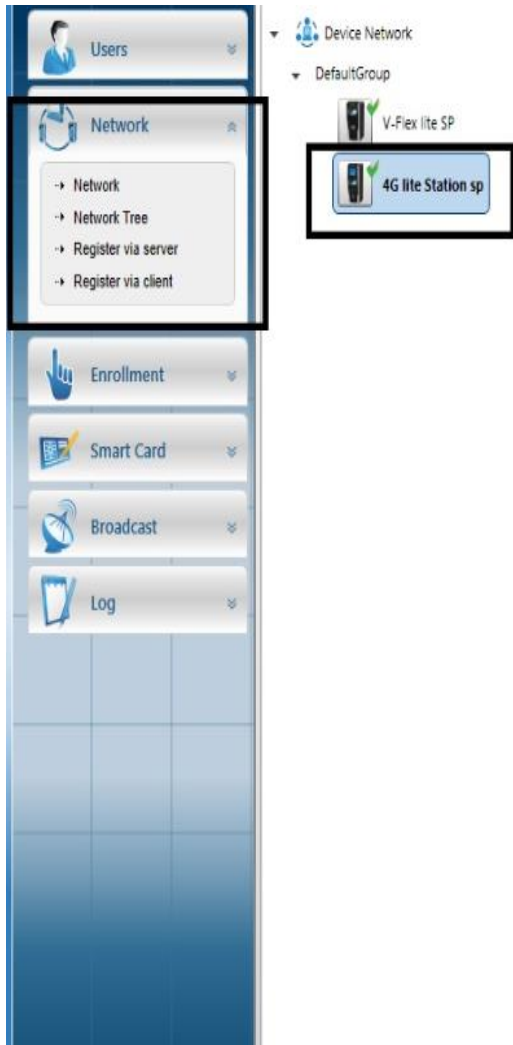 Users
Network
Network
Network Tree
Register via server
Register via client
Enrollment
Smart Card
Broadcast
Log
Device Network
DefaultGroup
V-Flex lite SP
4G lite Station sp